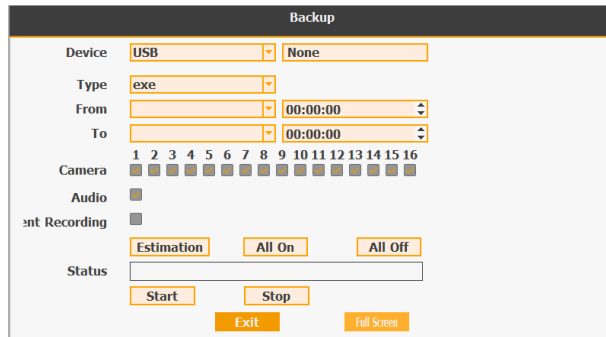 Backup
Device USB None
Type exe
From 00:00:00
To 00:00:00
1 2 3 4 5 6 7 8 9 10 11 12 13 14 15 16
Camera
Audio
ent Recording
Estimation All On All Off
Status
Start Stop
Exit Full Screen